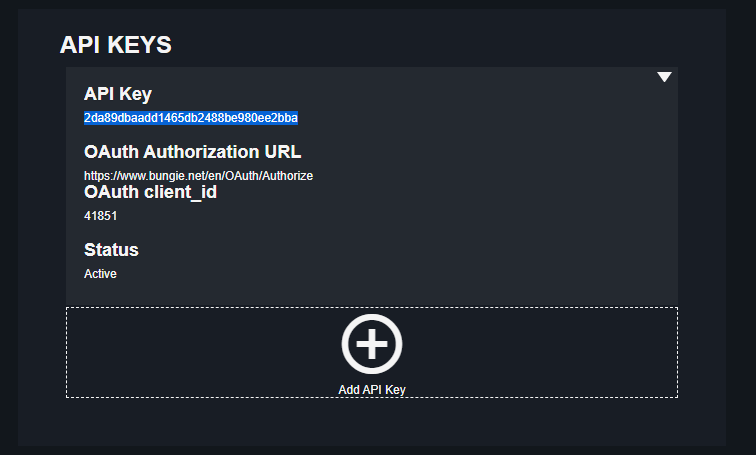 API KEYS
API Key
2da89dbaadd1465db2488be980ee2bba
OAuth Authorization URL
https://www.bungie.net/en/OAuth/Authorize
OAuth client_id
41851
Status
Active
Add API Key